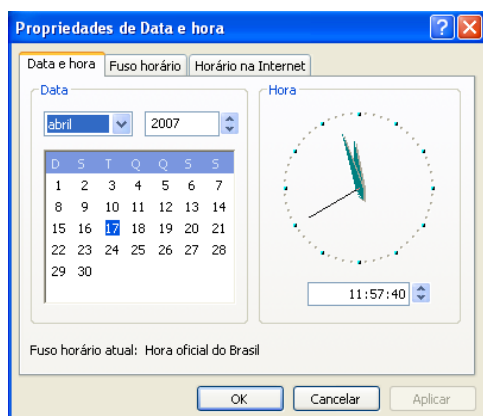 Propriedades de Data e hora
Data e hora Fuso horário Horário na Internet
Data
abril 2007
D S T Q Q S S
1 2 3 4 5 6 7
8 9 10 11 12 13 14
15 16 17 18 19 20 21
22 23 24 25 26 27 28
29 30
Hora
11:57:40
Fuso horário atual: Hora oficial do Brasil
OK Cancelar Aplicar